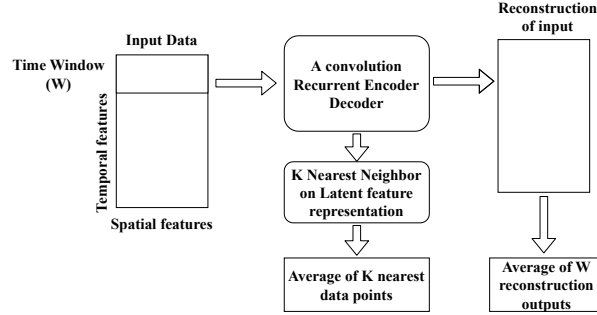 Input Data
Time Window
(W)
Temporal features
Spatial features
A convolution
Recurrent Encoder
Decoder
K Nearest Neighbor
on Latent feature
representation
Average of K nearest
data points
Reconstruction
of input
Average of W
reconstruction
outputs